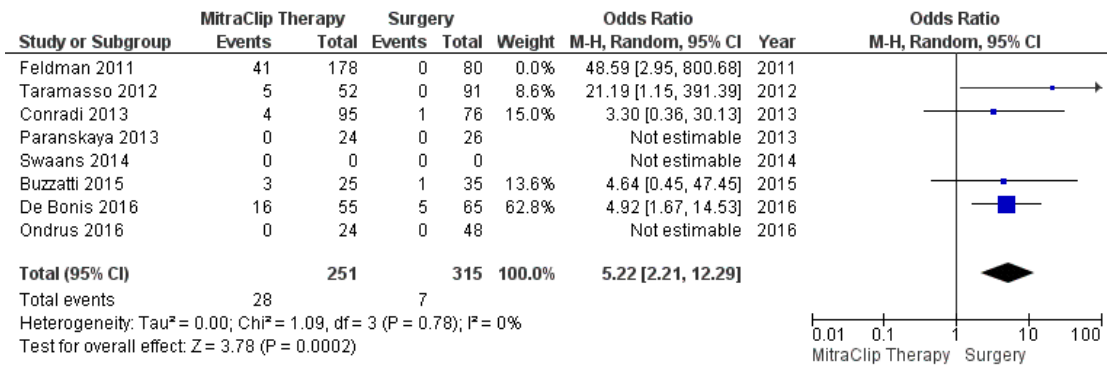 MitraClip Therapy Surgery Odds Ratio Odds Ratio
Study or Subgroup Events Total Events Total Weight M-H, Random, 95% CI Year M-H, Random, 95% CI
Feldman 2011 41 178 0 80 0.0% 48.59 [2.95, 800.68] 2011
Taramasso 2012 5 52 0 91 8.6% 21.19 [1.15, 391.39] 2012
Conradi 2013 4 95 1 76 15.0% 3.30 [0.36, 30.13] 2013
Paranskaya 2013 0 24 0 26 Not estimable 2013
Swaans 2014 0 0 0 0 Not estimable 2014
Buzzatti 2015 3 25 1 35 13.6% 4.64 [0.45, 47.45] 2015
De Bonis 2016 16 55 5 65 62.8% 4.92 [1.67, 14.53] 2016
Ondrus 2016 0 24 0 48 Not estimable 2016
Total (95% CI) 251 315 100.0% 5.22 [2.21, 12.29]
Total events 28 7
Heterogeneity: Tau² = 0.00; Chi² = 1.09, df = 3 (P = 0.78); I² = 0%
Test for overall effect: Z = 3.78 (P = 0.0002)
0.01 0.1 1 10 100
MitraClip Therapy Surgery